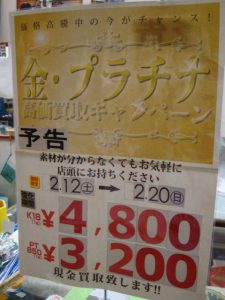 価格高騰中の今がチャンス!
金・プラチナ
高価買取キャンペーン
予告
素材が分からなくてもお気軽に
店頭にお持ちください
2.12(土) → 2.20(日)
K18 ¥4,800
PT850 ¥3,200
現金買取致します!!